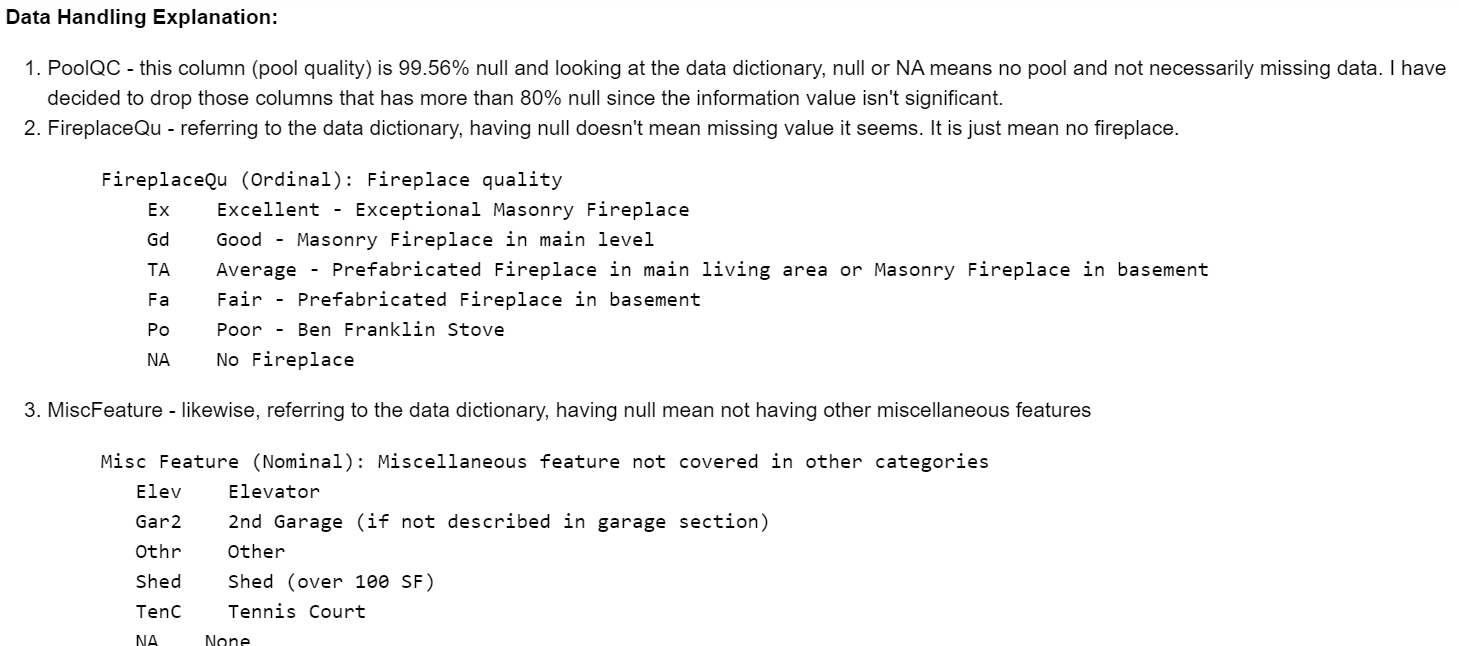 Data Handling Explanation:
1. PoolQC - this column (pool quality) is 99.56% null and looking at the data dictionary, null or NA means no pool and not necessarily missing data. I have
decided to drop those columns that has more than 80% null since the information value isn't significant.
2. FireplaceQu - referring to the data dictionary, having null doesn't mean missing value it seems. It is just mean no fireplace.
FireplaceQu (Ordinal): Fireplace quality
Ex Excellent - Exceptional Masonry Fireplace
Gd Good - Masonry Fireplace in main level
TA Average - Prefabricated Fireplace in main living area or Masonry Fireplace in basement
Fa Fair - Prefabricated Fireplace in basement
Po Poor - Ben Franklin Stove
NA No Fireplace
3. MiscFeature - likewise, referring to the data dictionary, having null mean not having other miscellaneous features
Misc Feature (Nominal): Miscellaneous feature not covered in other categories
Elev Elevator
Gar2 2nd Garage (if not described in garage section)
Othr Other
Shed Shed (over 100 SF)
TenC Tennis Court
NA None